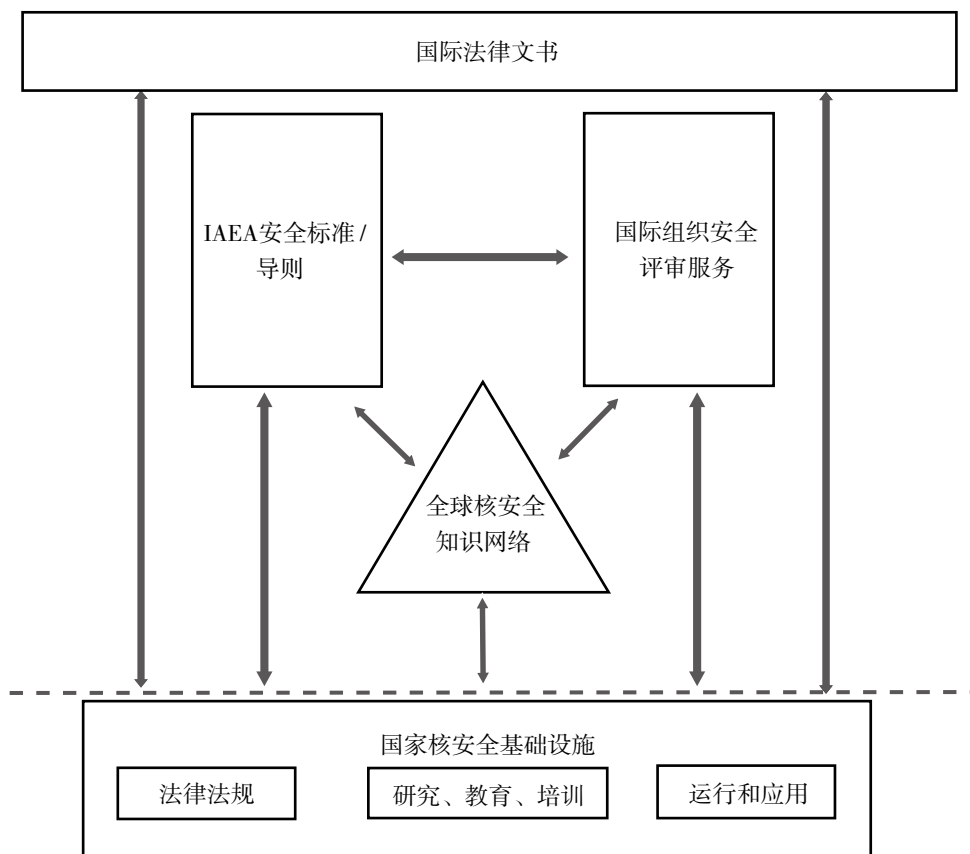 国际法律文书
IAEA安全标准/
导则
国际组织安全
评审服务
全球核安全
知识网络
国家核安全基础设施
法律法规
研究、教育、培训
运行和应用